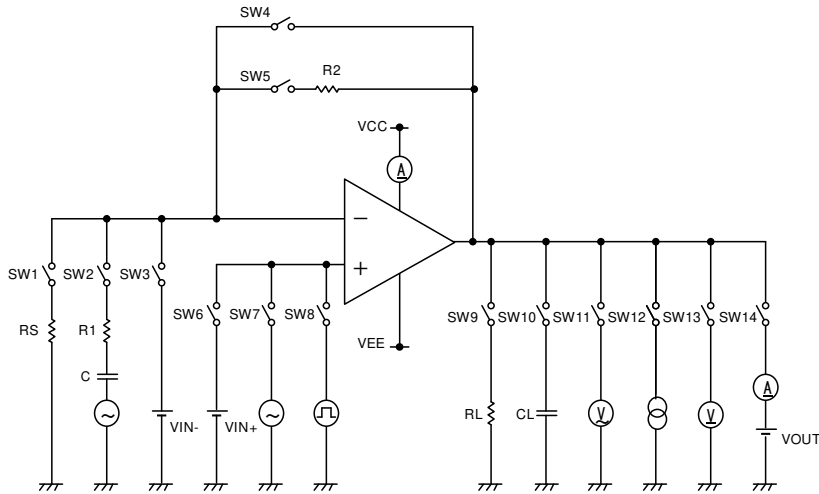 SW4
SW5
R2
VCC
A
−
+
VEE
SW1
SW2
SW3
SW6
SW7
SW8
SW9
SW10
SW11
SW12
SW13
SW14
RS
R1
C
VIN-
VIN+
RL
CL
V
V
A
VOUT